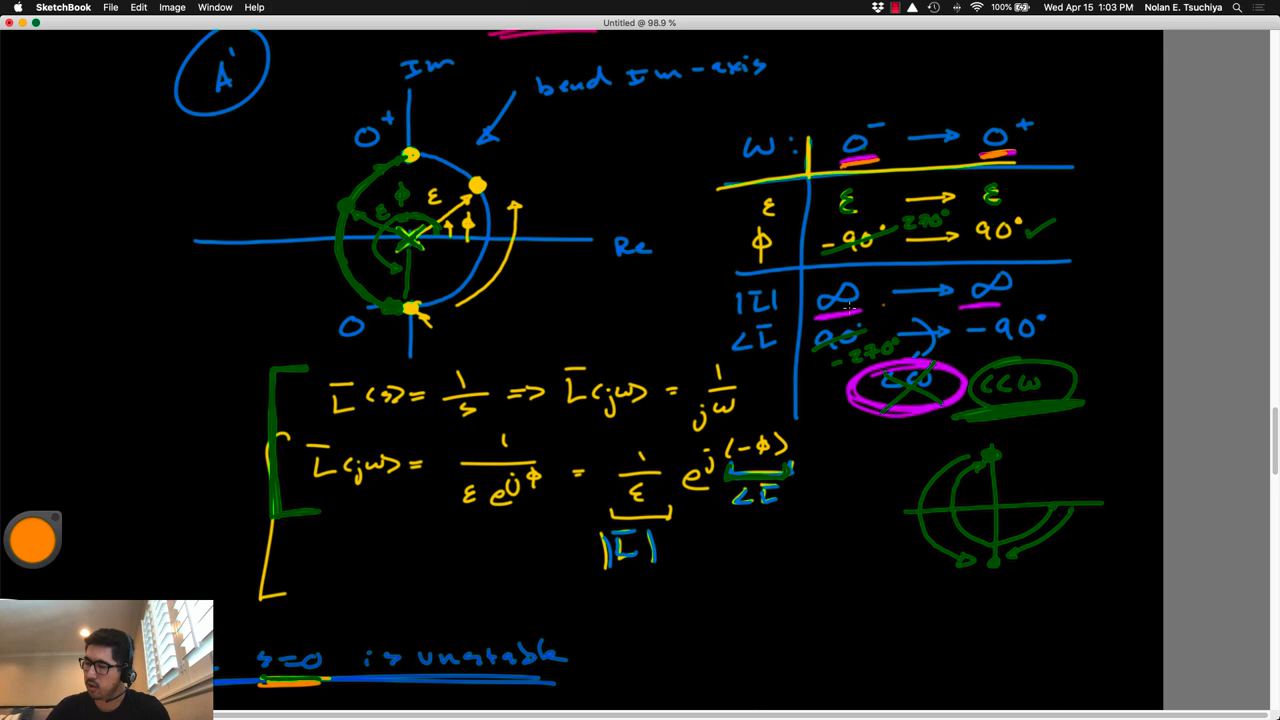 SketchBook File Edit Image Window Help 100% Wed Apr 15 1:03 PM Nolan E. Tsuchiya
Untitled @ 98.9 %
A'
Im
bend Im-axis
0+
ε
ϕ
ε
ϕ
Re
0-
ω: 0- → 0+
ε ε → ε
ϕ -90° 270° → 90° ✓
|L̄| ∞ → ∞
∠L̄ 90° → -90°
-270°
CW CCW
L̄(s) = 1/s => L̄(jω) = 1/jω
L̄(jω) = 1/(ε e^jϕ) = 1/ε e^j(-ϕ)
|L̄| ∠L̄
s=0 is unstable